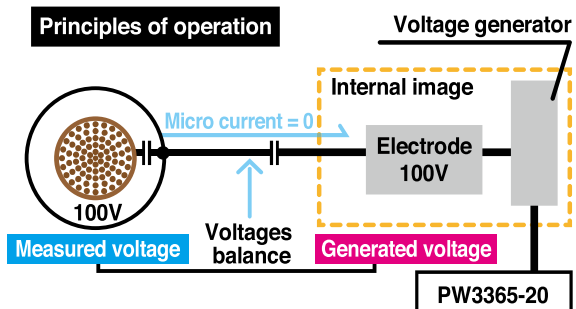 Principles of operation
Voltage generator
Internal image
Micro current = 0
Electrode
100V
100V
Measured voltage
Voltages
balance
Generated voltage
PW3365-20